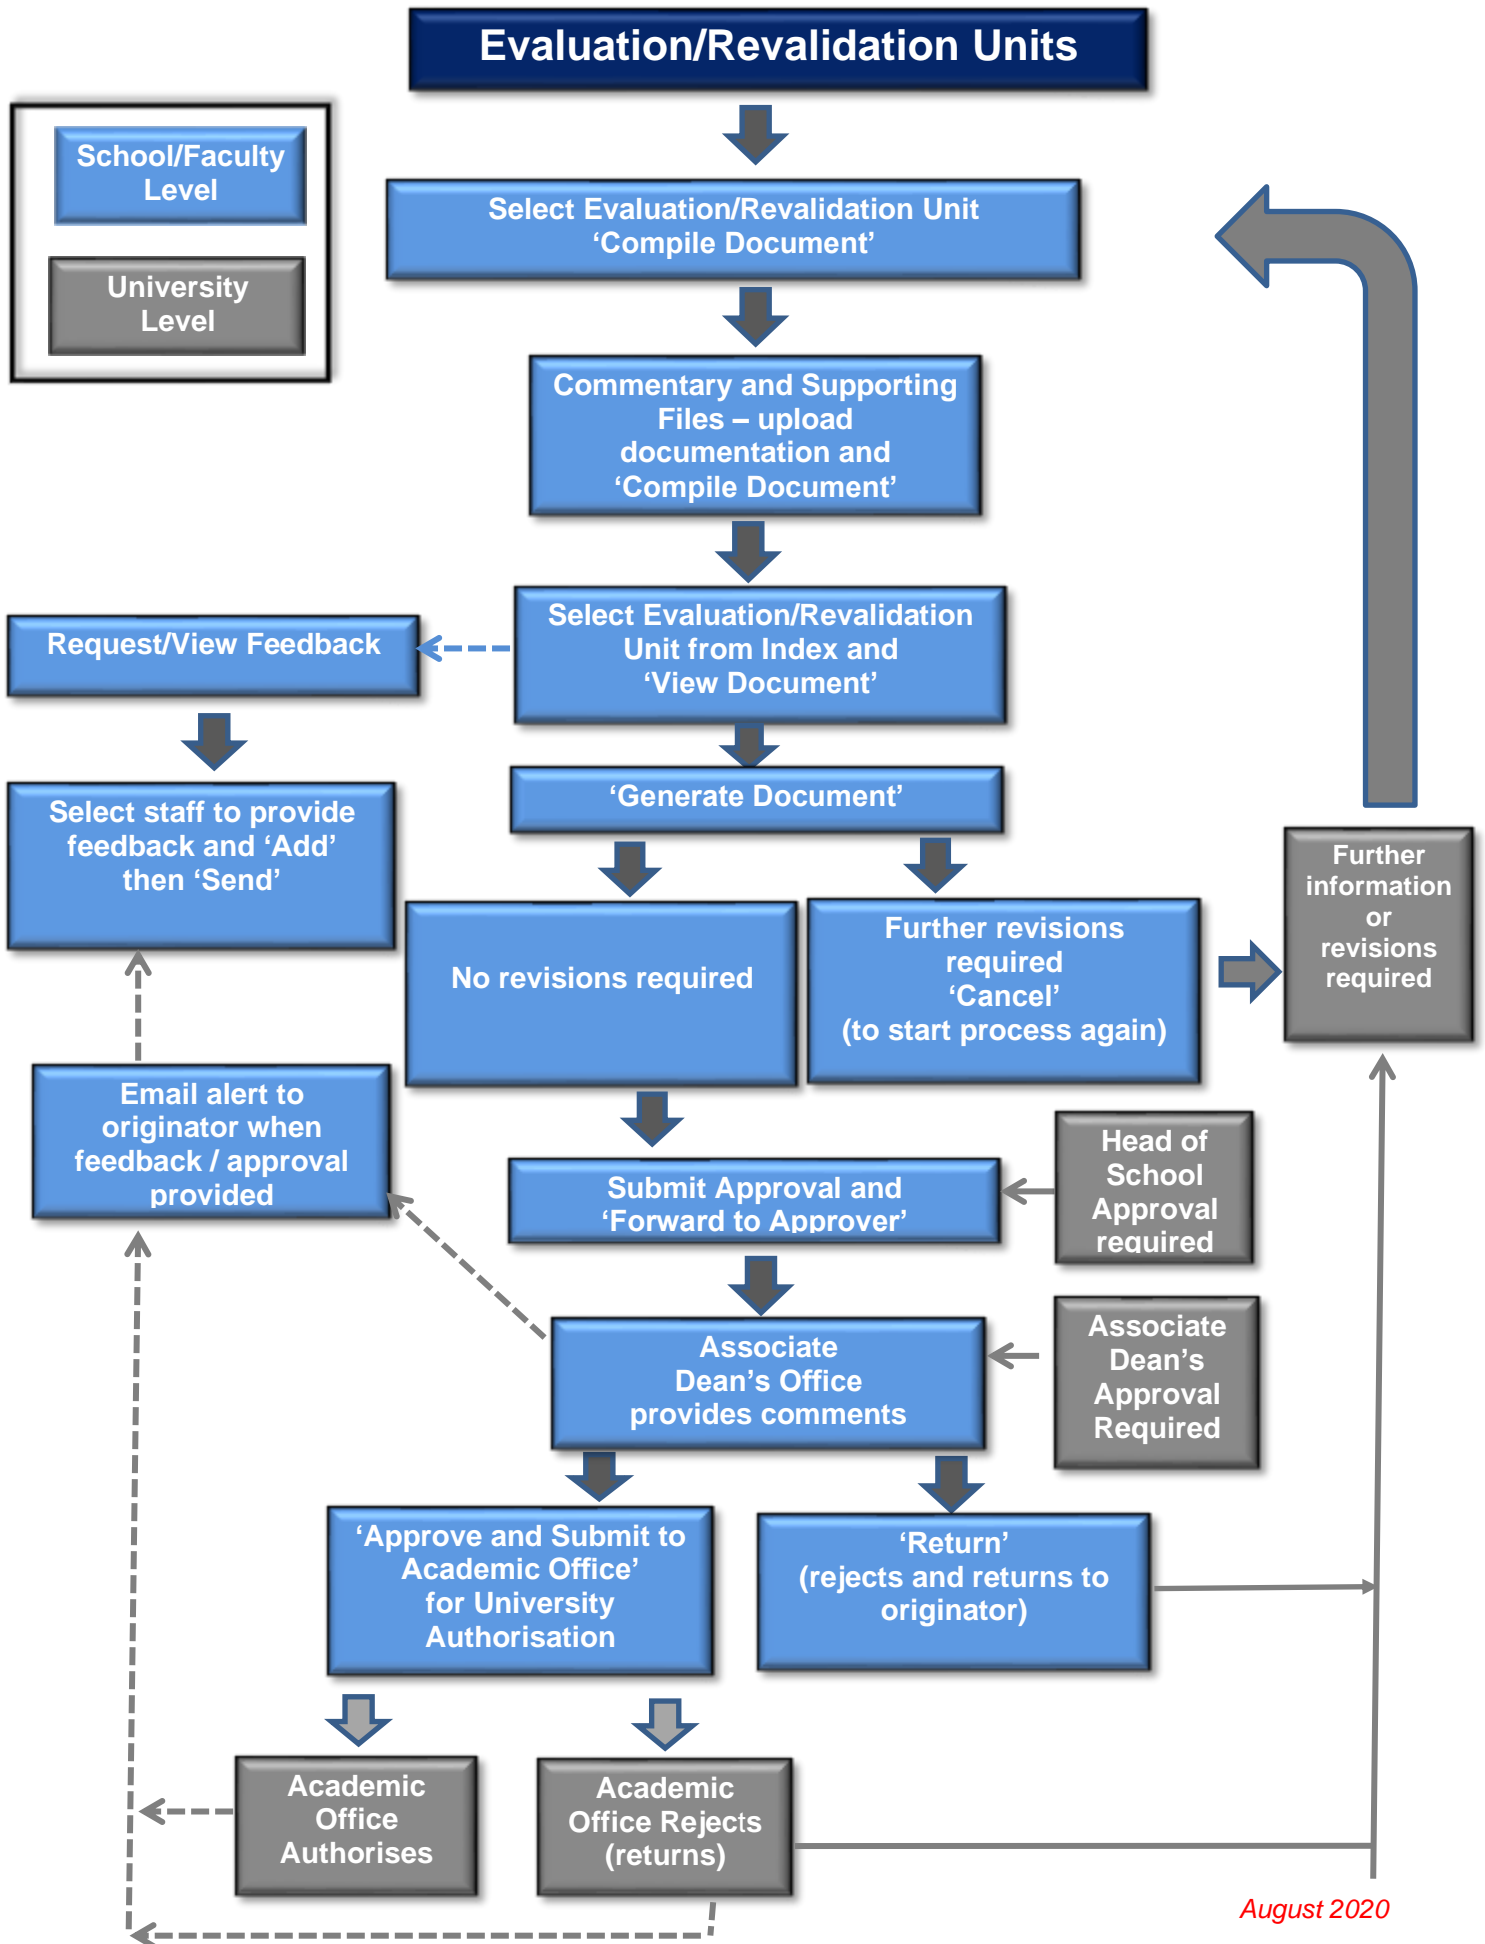 Evaluation/Revalidation Units
School/Faculty
Level
University
Level
Select Evaluation/Revalidation Unit
‘Compile Document’
Commentary and Supporting
Files – upload
documentation and
‘Compile Document’
Select Evaluation/Revalidation
Unit from Index and
‘View Document’
Request/View Feedback
‘Generate Document’
Select staff to provide
feedback and ‘Add’
then ‘Send’
No revisions required
Further revisions
required
‘Cancel’
(to start process again)
Further
information
or
revisions
required
Email alert to
originator when
feedback / approval
provided
Submit Approval and
‘Forward to Approver’
Head of
School
Approval
required
Associate
Dean’s Office
provides comments
Associate
Dean’s
Approval
Required
‘Approve and Submit to
Academic Office’
for University
Authorisation
‘Return’
(rejects and returns to
originator)
Academic
Office
Authorises
Academic
Office Rejects
(returns)
August 2020